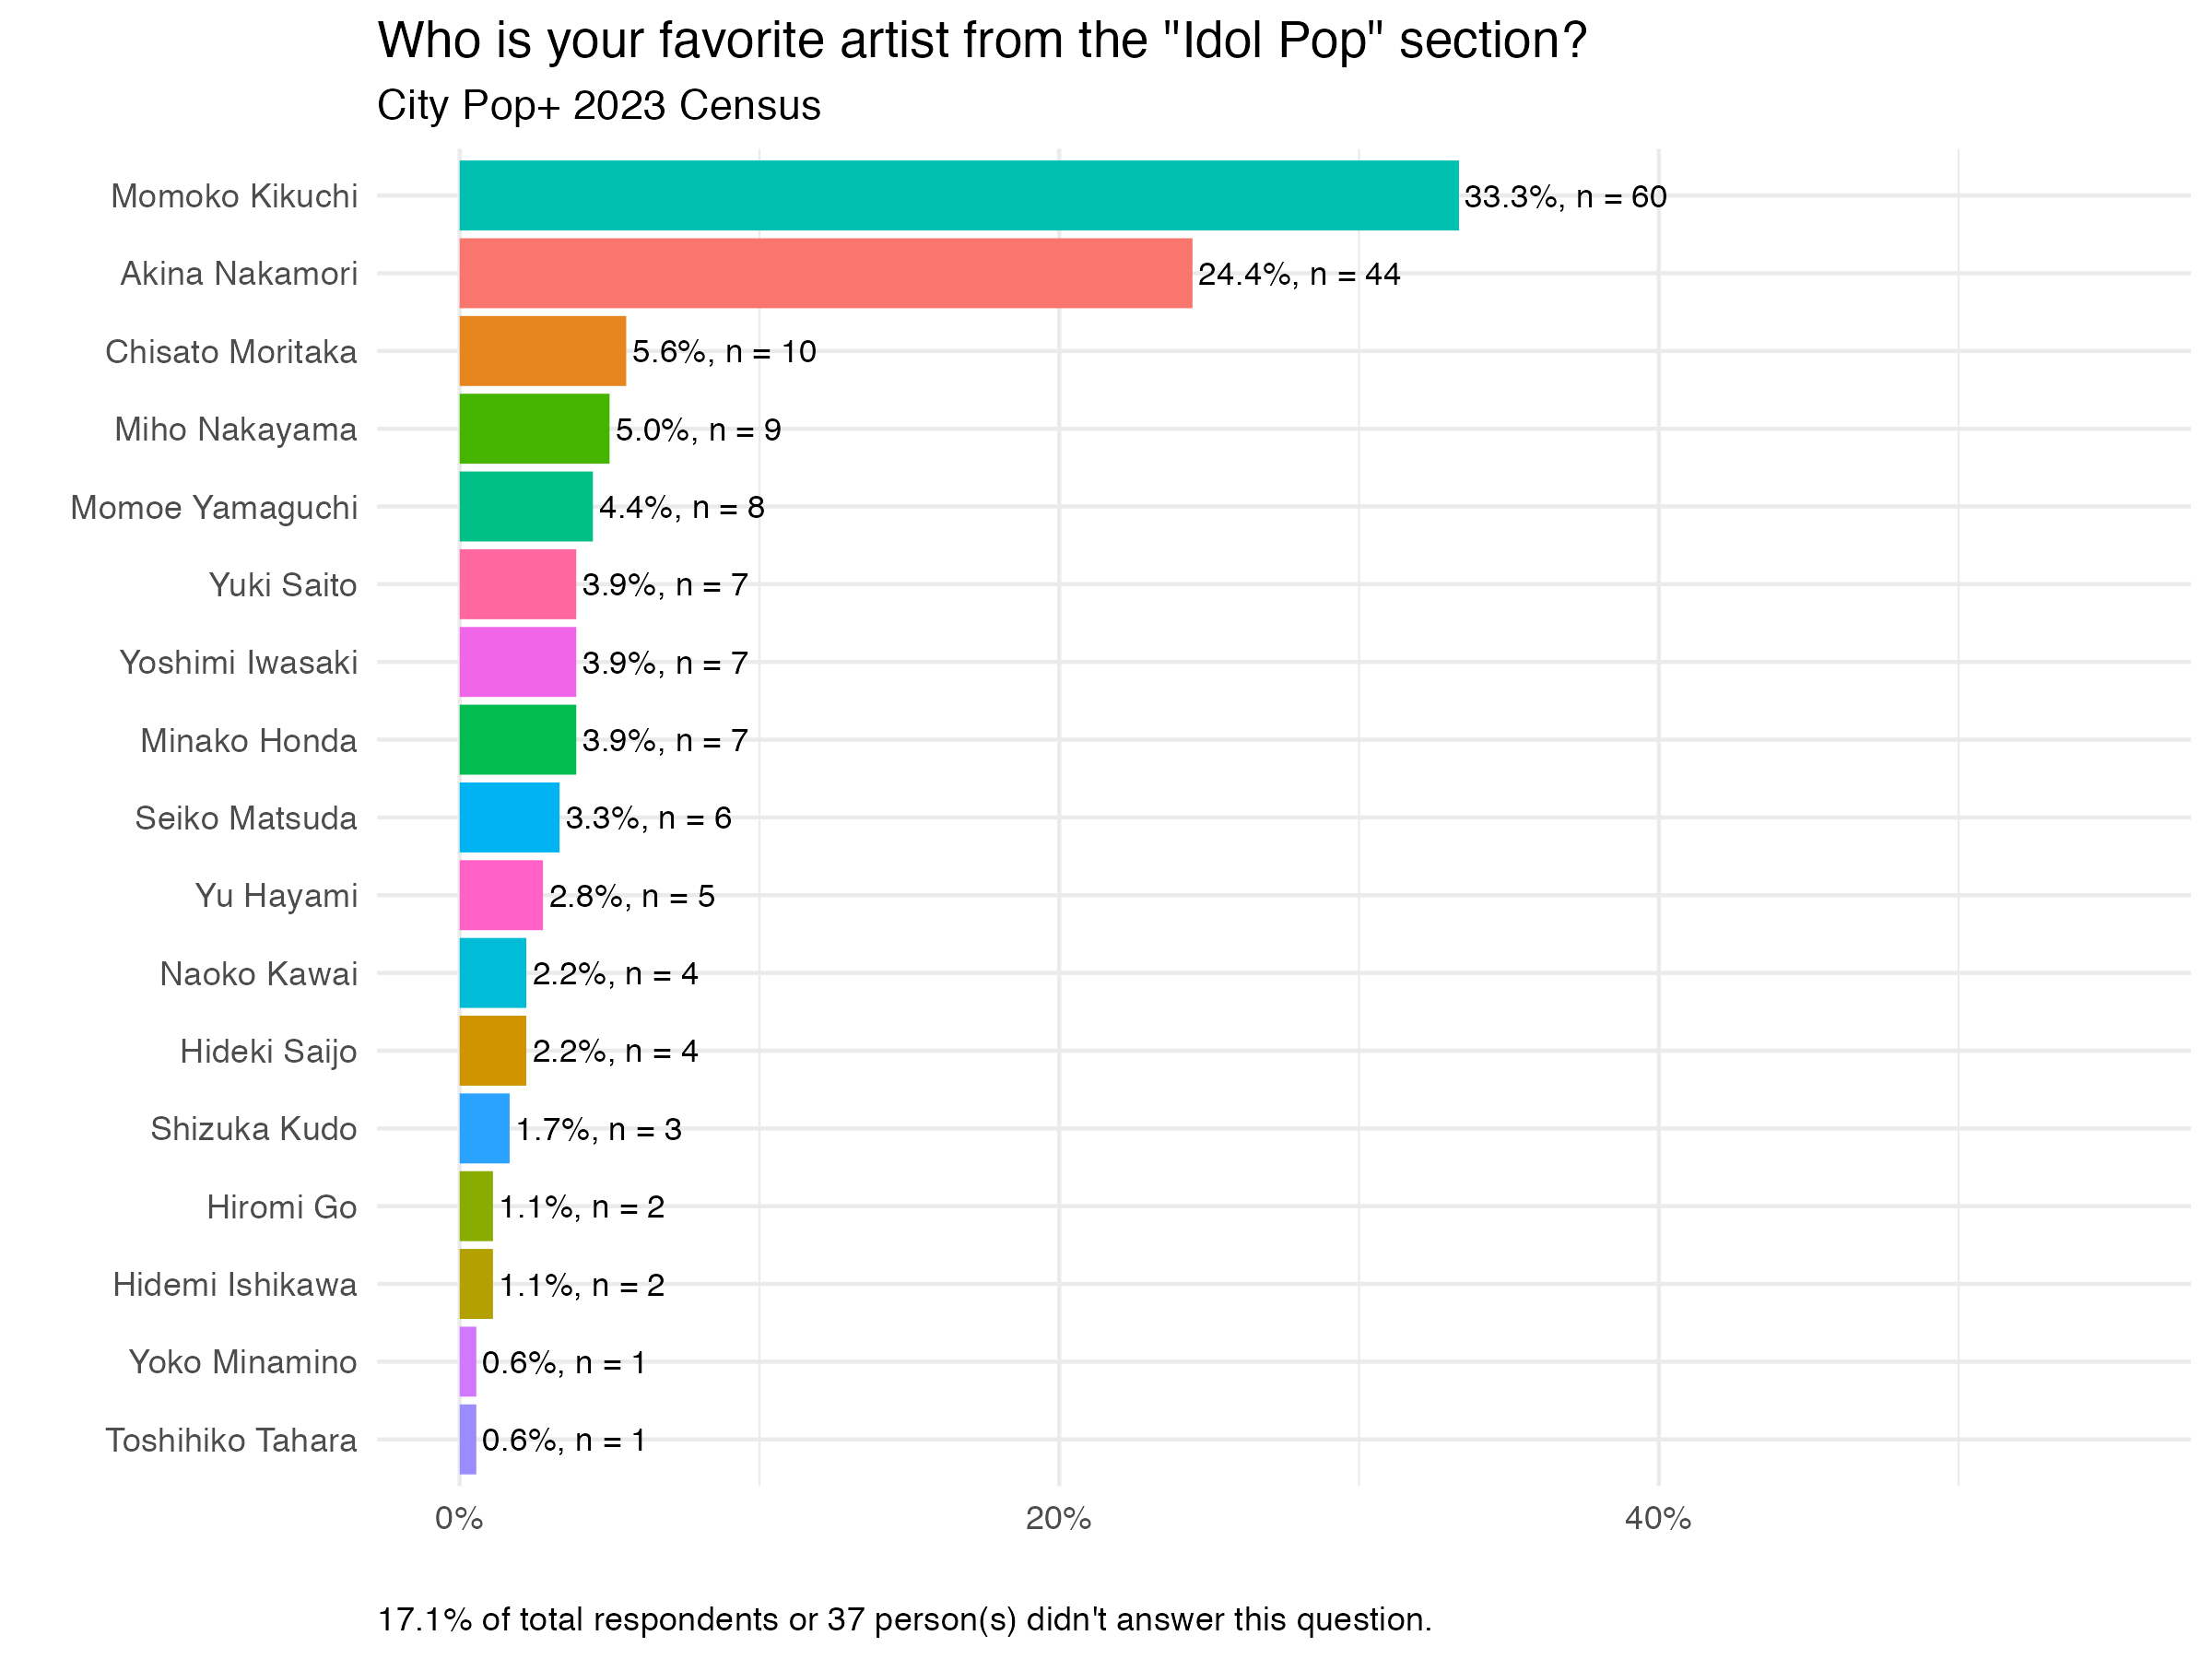 Who is your favorite artist from the "Idol Pop" section?
City Pop+ 2023 Census
Momoko Kikuchi 33.3%, n = 60
Akina Nakamori 24.4%, n = 44
Chisato Moritaka 5.6%, n = 10
Miho Nakayama 5.0%, n = 9
Momoe Yamaguchi 4.4%, n = 8
Yuki Saito 3.9%, n = 7
Yoshimi Iwasaki 3.9%, n = 7
Minako Honda 3.9%, n = 7
Seiko Matsuda 3.3%, n = 6
Yu Hayami 2.8%, n = 5
Naoko Kawai 2.2%, n = 4
Hideki Saijo 2.2%, n = 4
Shizuka Kudo 1.7%, n = 3
Hiromi Go 1.1%, n = 2
Hidemi Ishikawa 1.1%, n = 2
Yoko Minamino 0.6%, n = 1
Toshihiko Tahara 0.6%, n = 1
0% 20% 40%
17.1% of total respondents or 37 person(s) didn't answer this question.